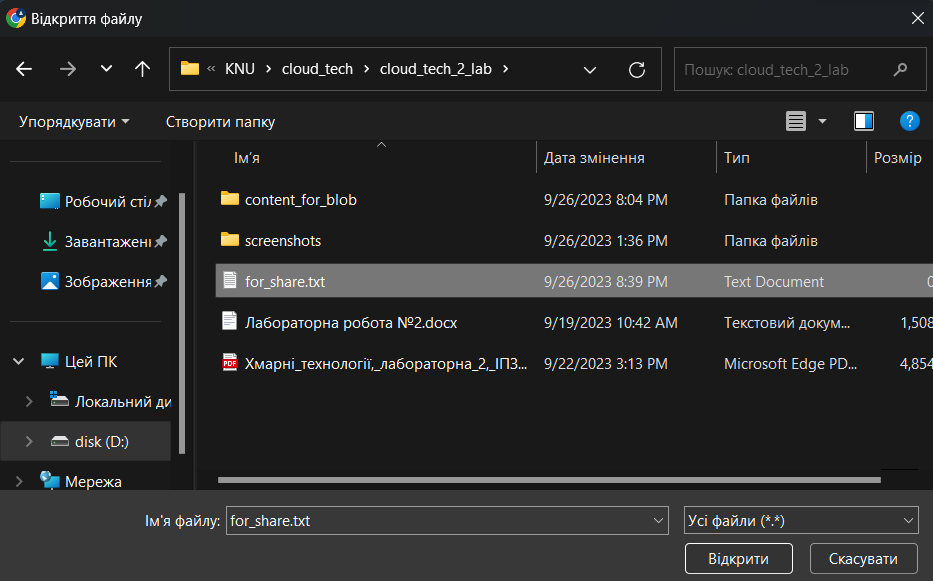 Відкриття файлу
« KNU › cloud_tech › cloud_tech_2_lab ›
Пошук: cloud_tech_2_lab
Упорядкувати
Створити папку
Ім'я
Дата змінення
Тип
Розмір
Робочий стіл
Завантажен
Зображення
Цей ПК
Локальний ди
disk (D:)
Мережа
content_for_blob 9/26/2023 8:04 PM Папка файлів
screenshots 9/26/2023 1:36 PM Папка файлів
for_share.txt 9/26/2023 8:39 PM Text Document 0
Лабораторна робота №2.docx 9/19/2023 10:42 AM Текстовий докум... 1,508
PDF Хмарні_технології,_лабораторна_2,_ІПЗ... 9/22/2023 3:13 PM Microsoft Edge PD... 4,854
Ім'я файлу: for_share.txt
Усі файли (*.*)
Відкрити
Скасувати